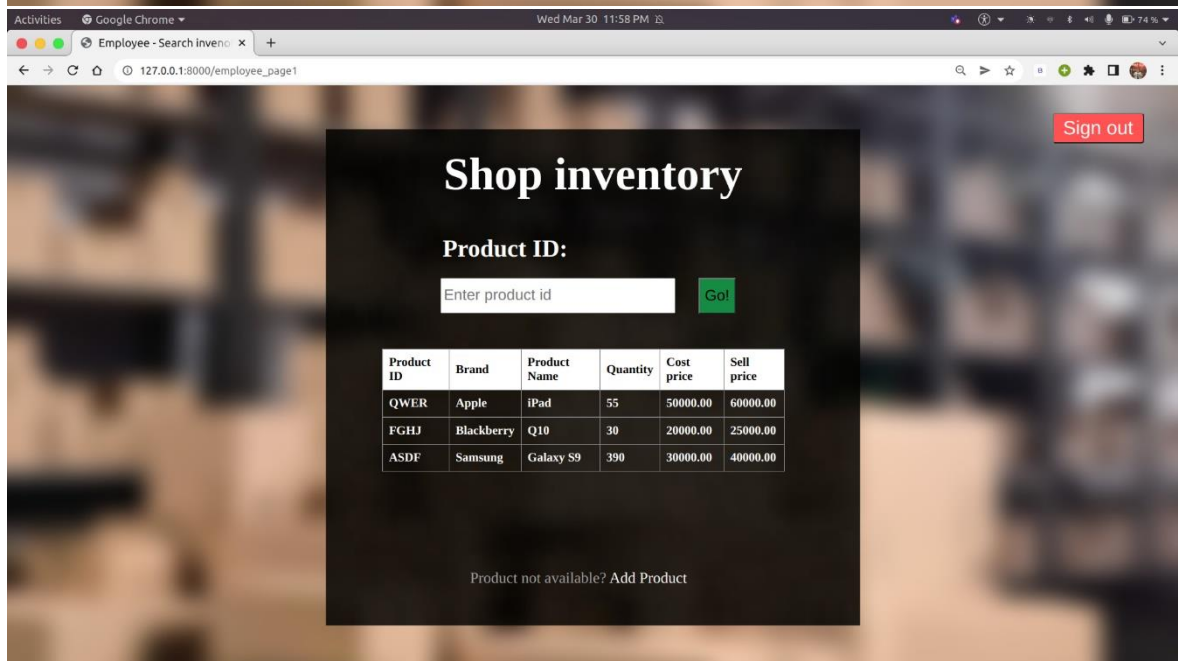 Activities Google Chrome Wed Mar 30 11:58 PM 74 %
Employee - Search inveno
127.0.0.1:8000/employee_page1
Sign out
Shop inventory
Product ID:
Enter product id Go!
Product ID Brand Product Name Quantity Cost price Sell price
QWER Apple iPad 55 50000.00 60000.00
FGHJ Blackberry Q10 30 20000.00 25000.00
ASDF Samsung Galaxy S9 390 30000.00 40000.00
Product not available? Add Product